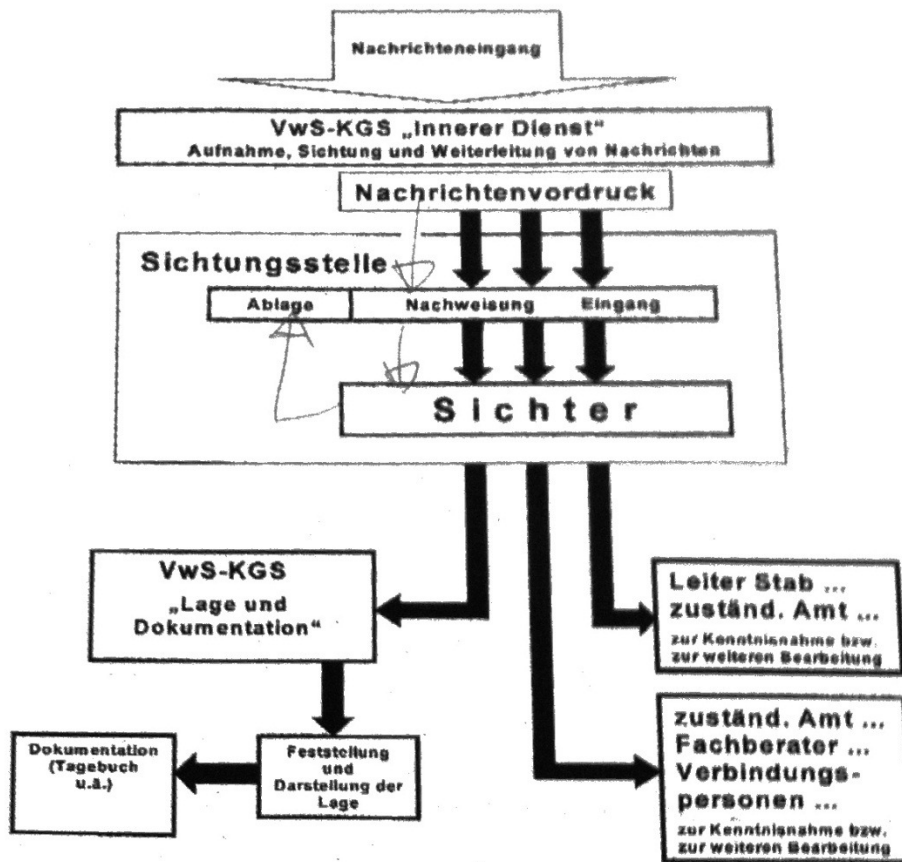 Nachrichteneingang
VwS-KGS „Innerer Dienst“
Aufnahme, Sichtung und Weiterleitung von Nachrichten
Nachrichtenvordruck
Sichtungsstelle
Ablage
Nachweisung Eingang
Sichter
VwS-KGS
„Lage und
Dokumentation“
Leiter Stab ...
zuständ. Amt ...
zur Kenntnisnahme bzw.
zur weiteren Bearbeitung
Feststellung
und
Darstellung der
Lage
Dokumentation
(Tagebuch
u.ä.)
zuständ. Amt ...
Fachberater ...
Verbindungs-
personen ...
zur Kenntnisnahme bzw.
zur weiteren Bearbeitung